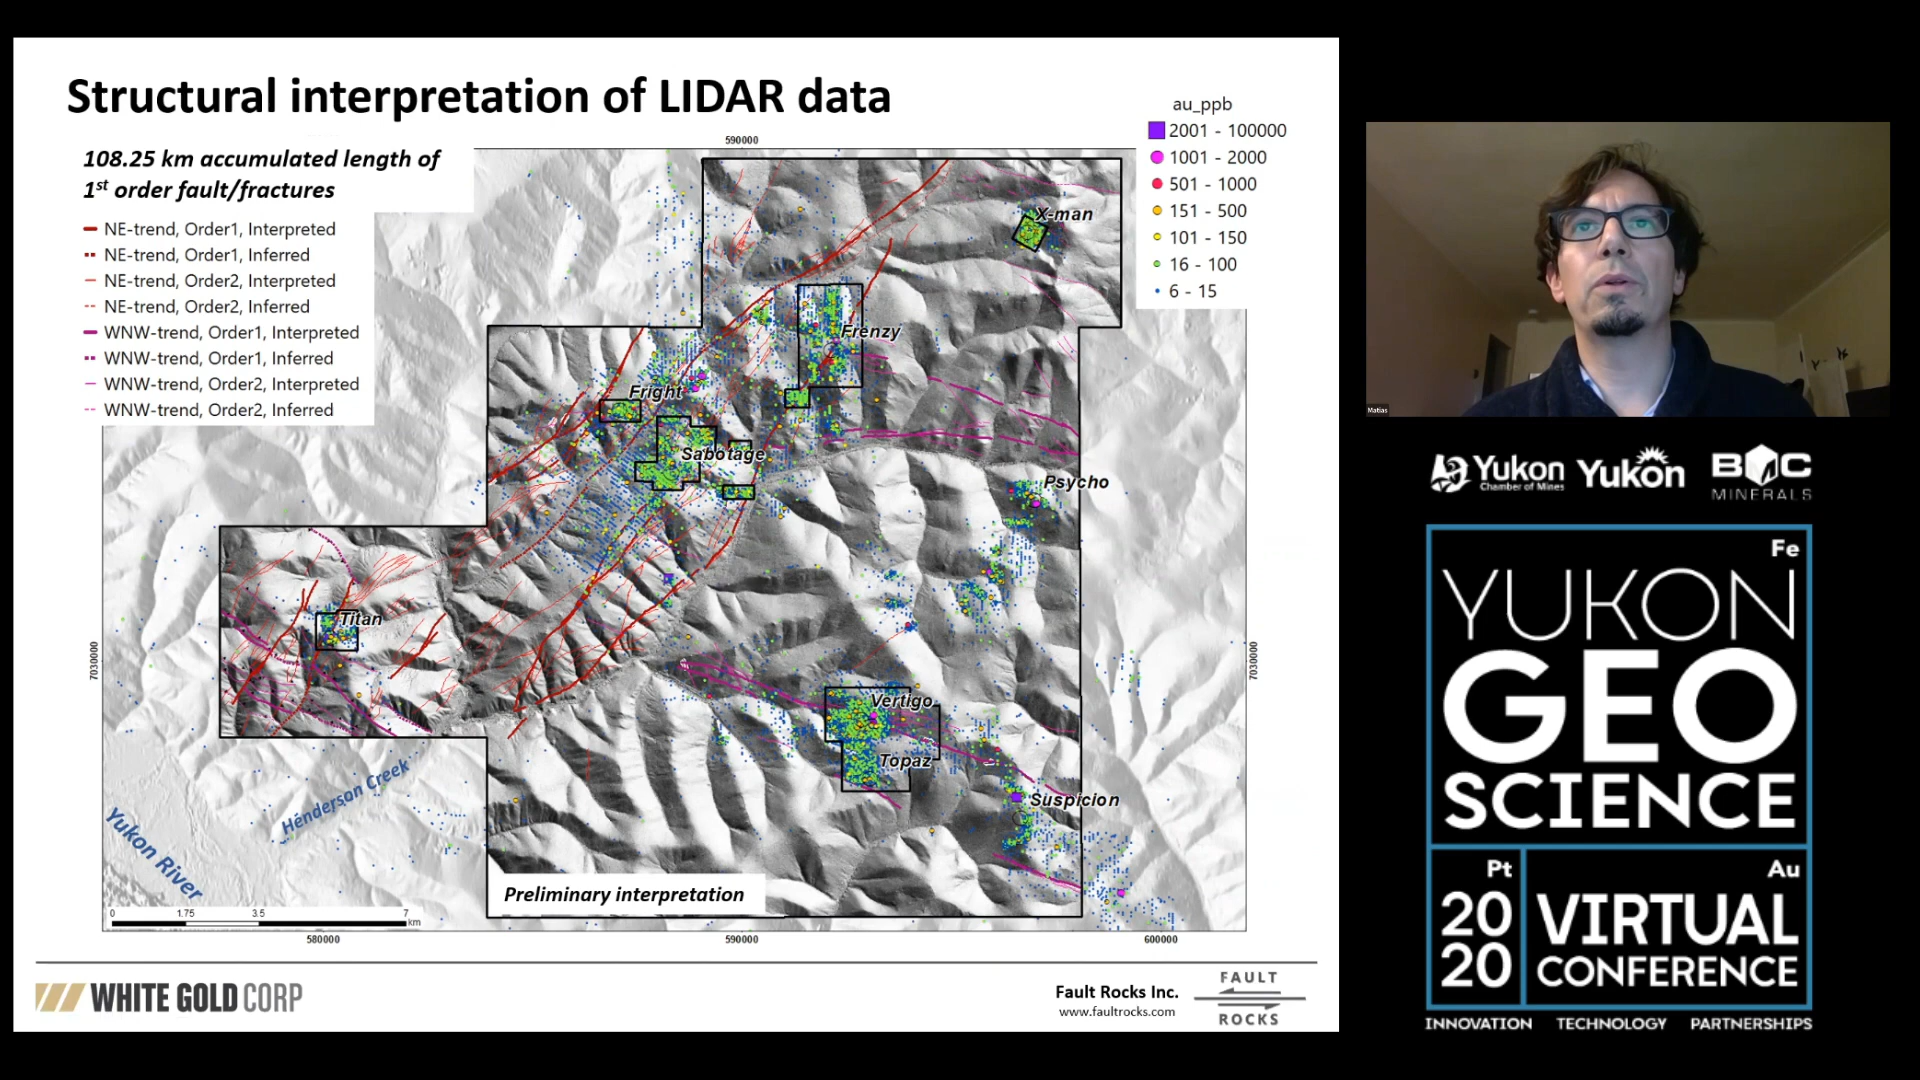 Structural interpretation of LIDAR data
108.25 km accumulated length of
1st order fault/fractures
NE-trend, Order1, Interpreted
NE-trend, Order1, Inferred
NE-trend, Order2, Interpreted
NE-trend, Order2, Inferred
WNW-trend, Order1, Interpreted
WNW-trend, Order1, Inferred
WNW-trend, Order2, Interpreted
WNW-trend, Order2, Inferred
au_ppb
2001 - 100000
1001 - 2000
501 - 1000
151 - 500
101 - 150
16 - 100
6 - 15
590000
X-man
Frenzy
Fright
Sabotage
Psycho
Titan
7030000
7030000
Vertigo
Topaz
Suspicion
Henderson Creek
Yukon River
Preliminary interpretation
0 1.75 3.5 7
km
580000 590000 600000
WHITE GOLD CORP
Fault Rocks Inc.
www.faultrocks.com
FAULT
ROCKS
Matias
Yukon
Chamber of Mines
Yukon
BMC
MINERALS
Fe
YUKON
GEO
SCIENCE
Pt
20
20
Au
VIRTUAL
CONFERENCE
INNOVATION TECHNOLOGY PARTNERSHIPS